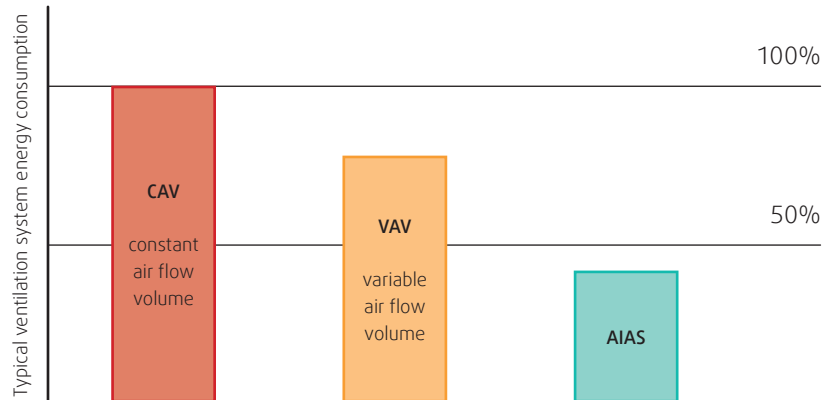 Typical ventilation system energy consumption
100%
50%
CAV
constant
air flow
volume
VAV
variable
air flow
volume
AIAS